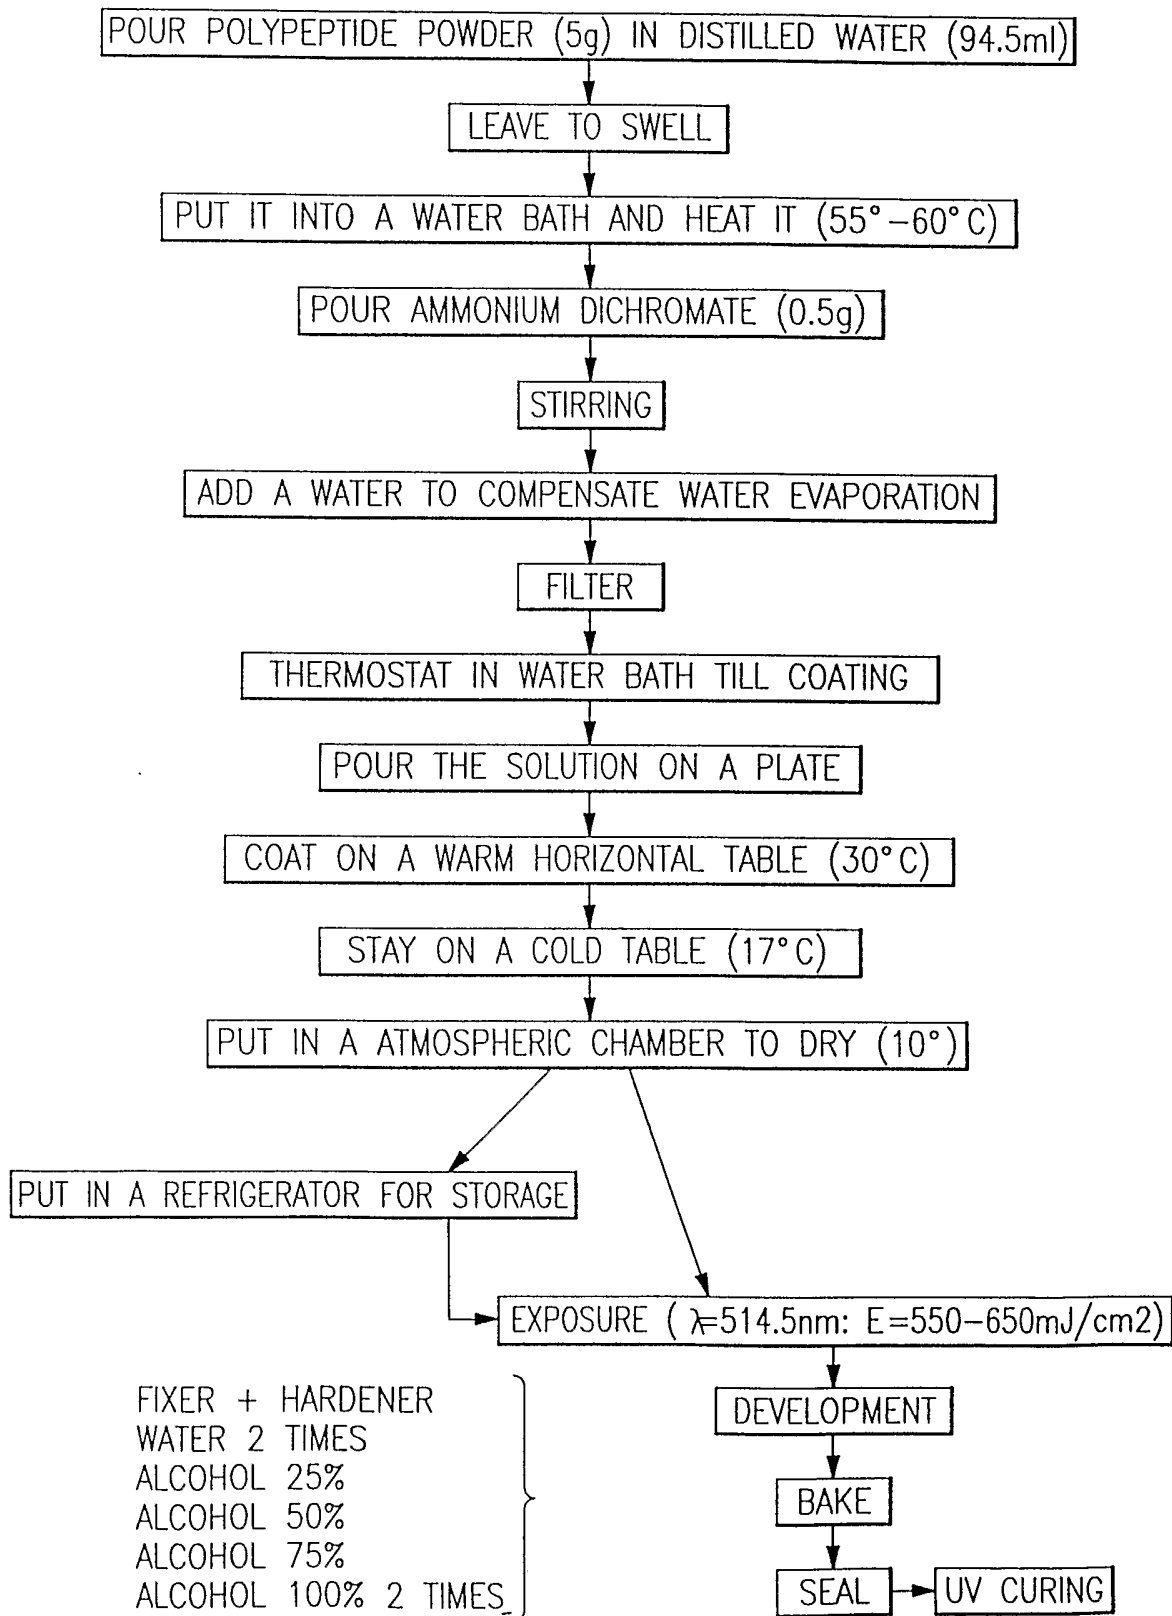 POUR POLYPEPTIDE POWDER (5g) IN DISTILLED WATER (94.5ml)
LEAVE TO SWELL
PUT IT INTO A WATER BATH AND HEAT IT (55°-60°C)
POUR AMMONIUM DICHROMATE (0.5g)
STIRRING
ADD A WATER TO COMPENSATE WATER EVAPORATION
FILTER
THERMOSTAT IN WATER BATH TILL COATING
POUR THE SOLUTION ON A PLATE
COAT ON A WARM HORIZONTAL TABLE (30°C)
STAY ON A COLD TABLE (17°C)
PUT IN A ATMOSPHERIC CHAMBER TO DRY (10°)
PUT IN A REFRIGERATOR FOR STORAGE
EXPOSURE (λ=514.5nm: E=550-650mJ/cm2)
DEVELOPMENT
BAKE
SEAL
UV CURING
FIXER + HARDENER
WATER 2 TIMES
ALCOHOL 25%
ALCOHOL 50%
ALCOHOL 75%
ALCOHOL 100% 2 TIMES